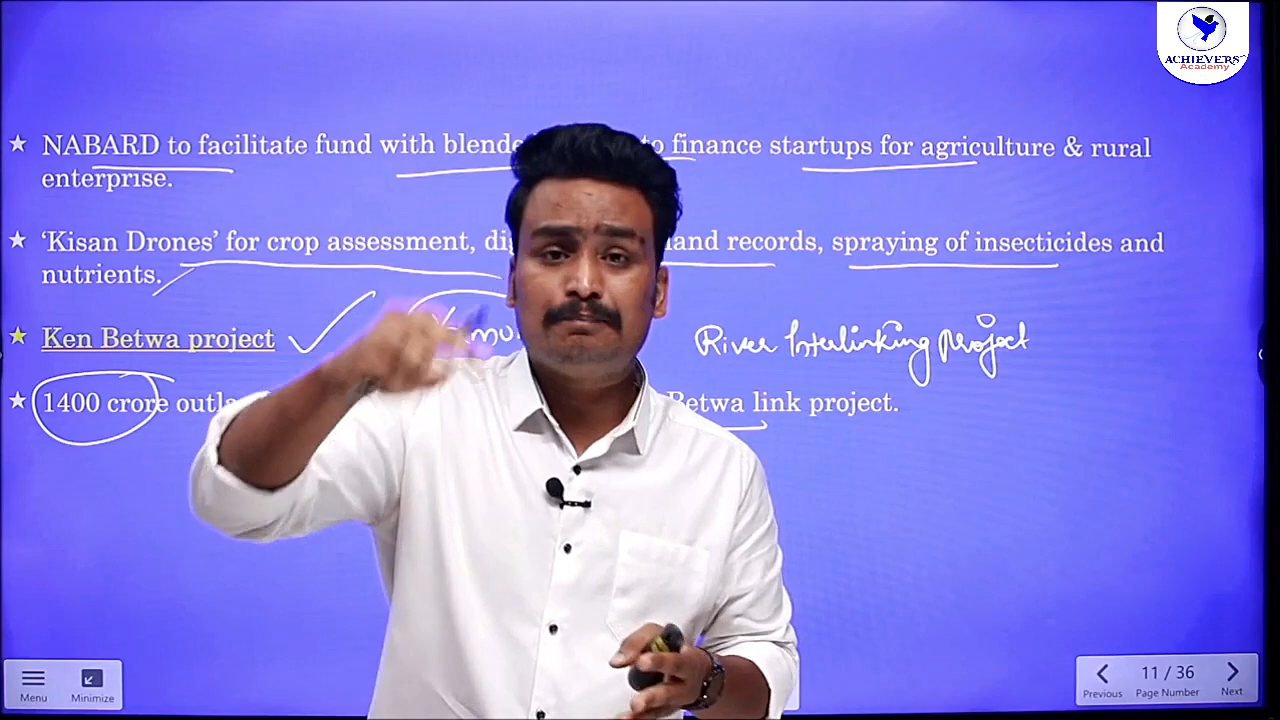 ACHIEVERS
Academy
★ NABARD to facilitate fund with blende to finance startups for agriculture & rural
enterprise.
★ ‘Kisan Drones’ for crop assessment, dig land records, spraying of insecticides and
nutrients.
★ Ken Betwa project River Interlinking project
★ 1400 crore outla Betwa link project.
Menu
Minimize
Previous
11 / 36
Page Number
Next